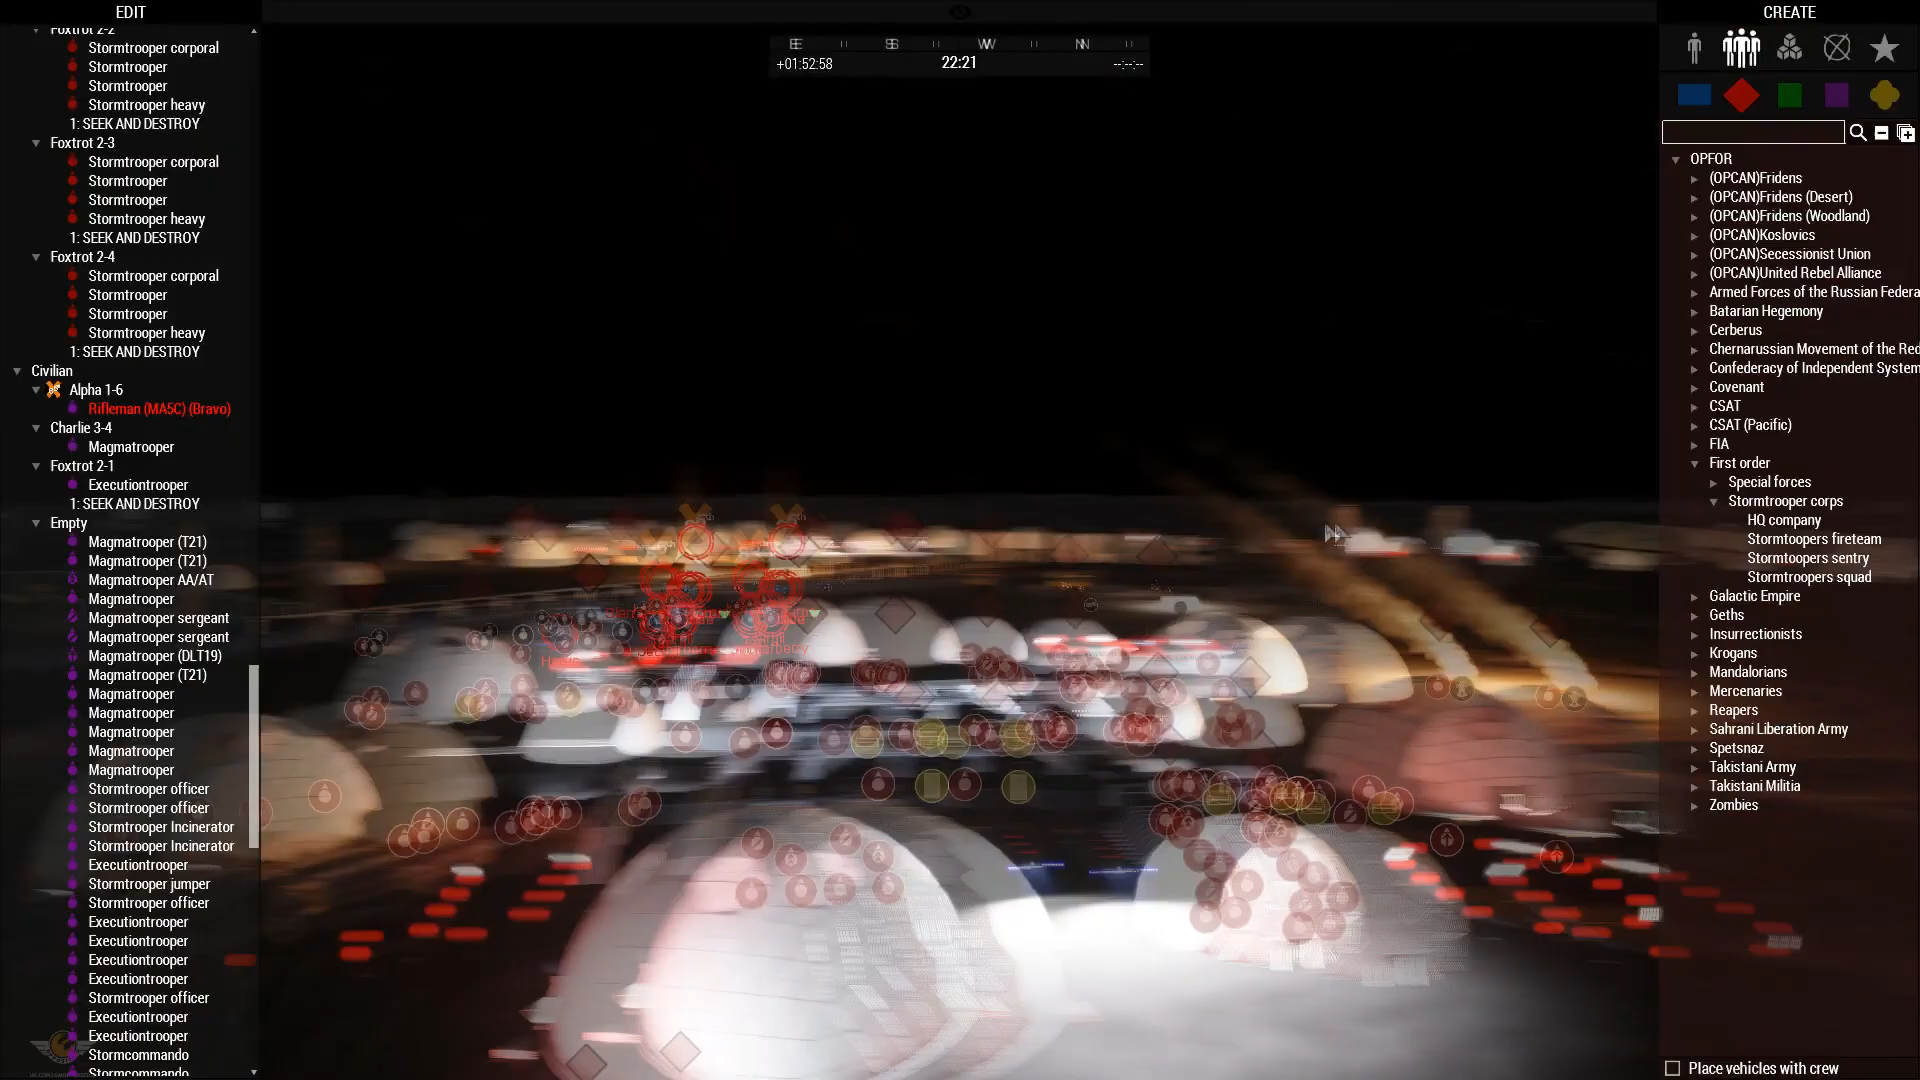 EDIT
Foxtrot 2-2
Stormtrooper corporal
Stormtrooper
Stormtrooper
Stormtrooper heavy
1: SEEK AND DESTROY
Foxtrot 2-3
Stormtrooper corporal
Stormtrooper
Stormtrooper
Stormtrooper heavy
1: SEEK AND DESTROY
Foxtrot 2-4
Stormtrooper corporal
Stormtrooper
Stormtrooper
Stormtrooper heavy
1: SEEK AND DESTROY
Civilian
Alpha 1-6
Rifleman (MA5C) (Bravo)
Charlie 3-4
Magmatrooper
Foxtrot 2-1
Executiontrooper
1: SEEK AND DESTROY
Empty
Magmatrooper (T21)
Magmatrooper (T21)
Magmatrooper AA/AT
Magmatrooper
Magmatrooper sergeant
Magmatrooper sergeant
Magmatrooper (DLT19)
Magmatrooper (T21)
Magmatrooper
Magmatrooper
Magmatrooper
Magmatrooper
Magmatrooper
Stormtrooper officer
Stormtrooper officer
Stormtrooper Incinerator
Stormtrooper Incinerator
Executiontrooper
Stormtrooper jumper
Stormtrooper officer
Executiontrooper
Executiontrooper
Executiontrooper
Executiontrooper
Stormtrooper officer
Executiontrooper
Executiontrooper
Stormcommando
Stormcommando
+01:52:58
22:21
--:--:--
CREATE
OPFOR
(OPCAN)Fridens
(OPCAN)Fridens (Desert)
(OPCAN)Fridens (Woodland)
(OPCAN)Koslovics
(OPCAN)Secessionist Union
(OPCAN)United Rebel Alliance
Armed Forces of the Russian Federa
Batarian Hegemony
Cerberus
Chernarussian Movement of the Red
Confederacy of Independent System
Covenant
CSAT
CSAT (Pacific)
FIA
First order
Special forces
Stormtrooper corps
HQ company
Stormtoopers fireteam
Stormtoopers sentry
Stormtroopers squad
Galactic Empire
Geths
Insurrectionists
Krogans
Mandalorians
Mercenaries
Reapers
Sahrani Liberation Army
Spetsnaz
Takistani Army
Takistani Militia
Zombies
Place vehicles with crew